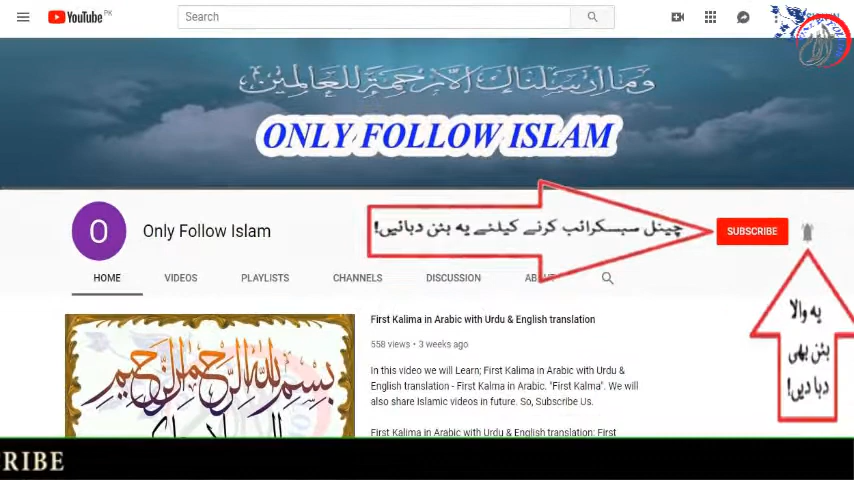 YouTube PK
Search
وما ارسلناك الا رحمة للعالمين
ONLY FOLLOW ISLAM
O
Only Follow Islam
چینل سبسکرائب کرنے کیلئے یہ بٹن دبائیں!
SUBSCRIBE
HOME VIDEOS PLAYLISTS CHANNELS DISCUSSION
یہ والا
بٹن بھی
دبا دیں!
First Kalima in Arabic with Urdu & English translation
558 views • 3 weeks ago
In this video we will Learn; First Kalima in Arabic with Urdu &
English translation - First Kalma in Arabic. "First Kalma". We will
also share Islamic videos in future. So, Subscribe Us.
First Kalima in Arabic with Urdu & English translation: First
بسم الله الرحمن الرحيم
RIBE